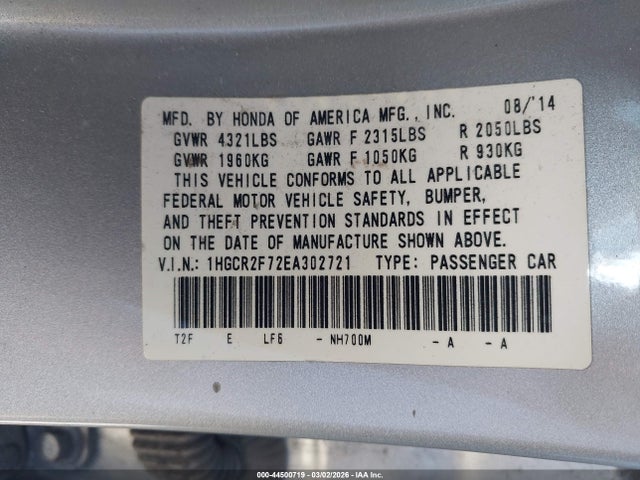 MFD. BY HONDA OF AMERICA MFG., INC. 08/'14
GVWR 4321LBS GAWR F 2315LBS R 2050LBS
GVWR 1960KG GAWR F 1050KG R 930KG
THIS VEHICLE CONFORMS TO ALL APPLICABLE
FEDERAL MOTOR VEHICLE SAFETY, BUMPER,
AND THEFT PREVENTION STANDARDS IN EFFECT
ON THE DATE OF MANUFACTURE SHOWN ABOVE.
V.I.N.: 1HGCR2F72EA302721 TYPE: PASSENGER CAR
T2F E LF6 - NH700M - A - A
000-44500719 | 03/02/2026 | IAA Inc.